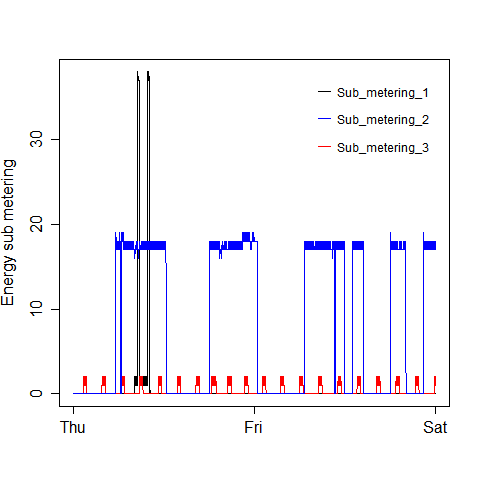 Energy sub metering
30
20
10
0
Sub_metering_1
Sub_metering_2
Sub_metering_3
Thu
Fri
Sat